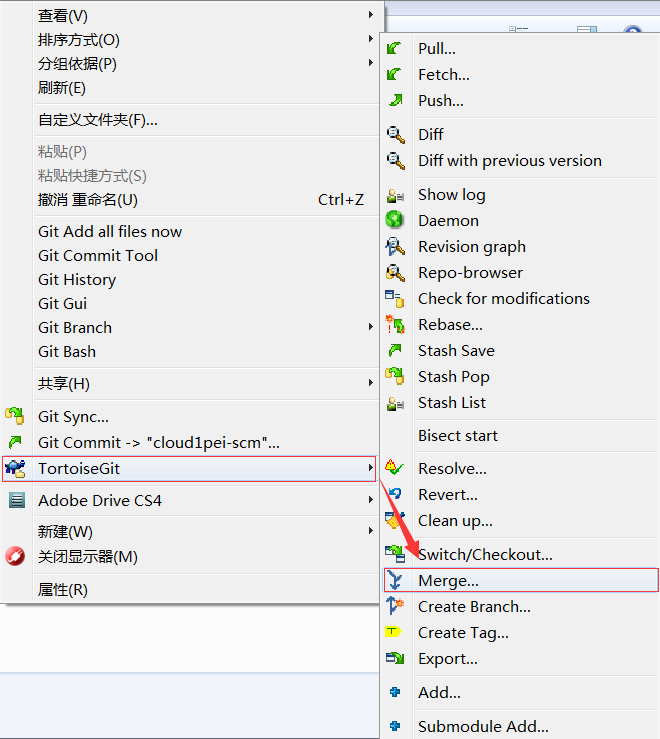 查看(V)
排序方式(O)
分组依据(P)
刷新(E)
自定义文件夹(F)...
粘贴(P)
粘贴快捷方式(S)
撤消 重命名(U) Ctrl+Z
Git Add all files now
Git Commit Tool
Git History
Git Gui
Git Branch
Git Bash
共享(H)
Git Sync...
Git Commit -> "cloud1pei-scm"...
TortoiseGit
Adobe Drive CS4
新建(W)
关闭显示器(M)
属性(R)
Pull...
Fetch...
Push...
Diff
Diff with previous version
Show log
Daemon
Revision graph
Repo-browser
Check for modifications
Rebase...
Stash Save
Stash Pop
Stash List
Bisect start
Resolve...
Revert...
Clean up...
Switch/Checkout...
Merge...
Create Branch...
Create Tag...
Export...
Add...
Submodule Add...